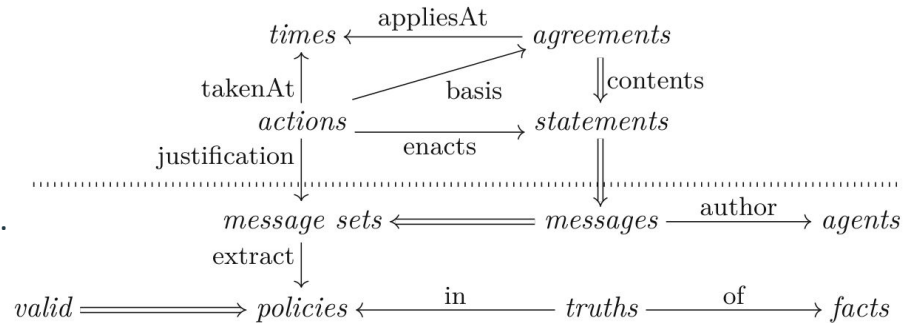 appliesAt
times agreements
takenAt basis contents
actions statements
justification enacts
message sets messages author agents
extract
valid policies in truths of facts